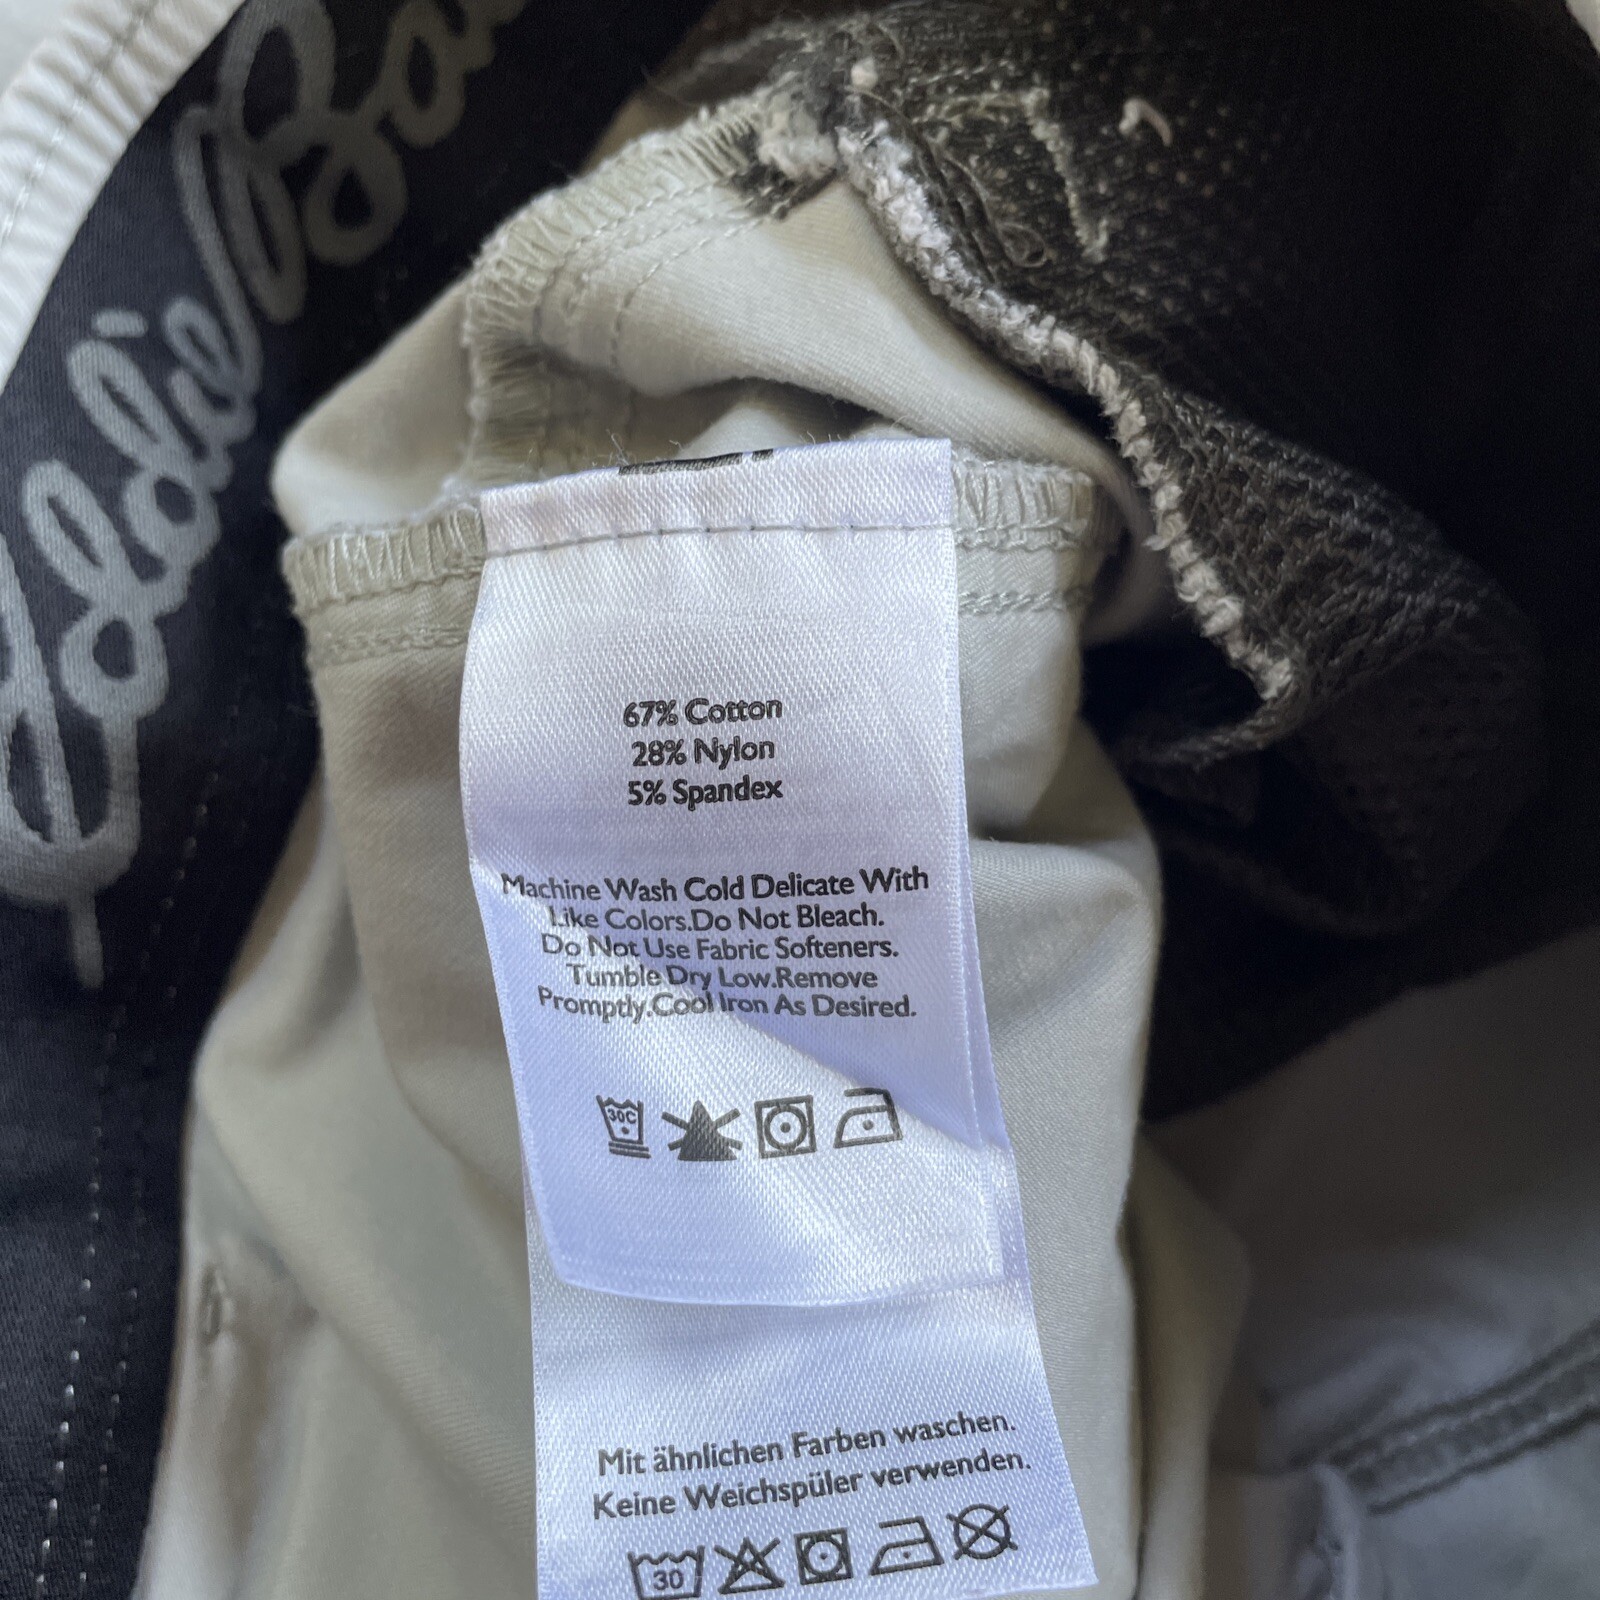 Eddie Ba
67% Cotton
28% Nylon
5% Spandex
Machine Wash Cold Delicate With
Like Colors.Do Not Bleach.
Do Not Use Fabric Softeners.
Tumble Dry Low.Remove
Promptly.Cool Iron As Desired.
30C
Mit ähnlichen Farben waschen.
Keine Weichspüler verwenden.
30